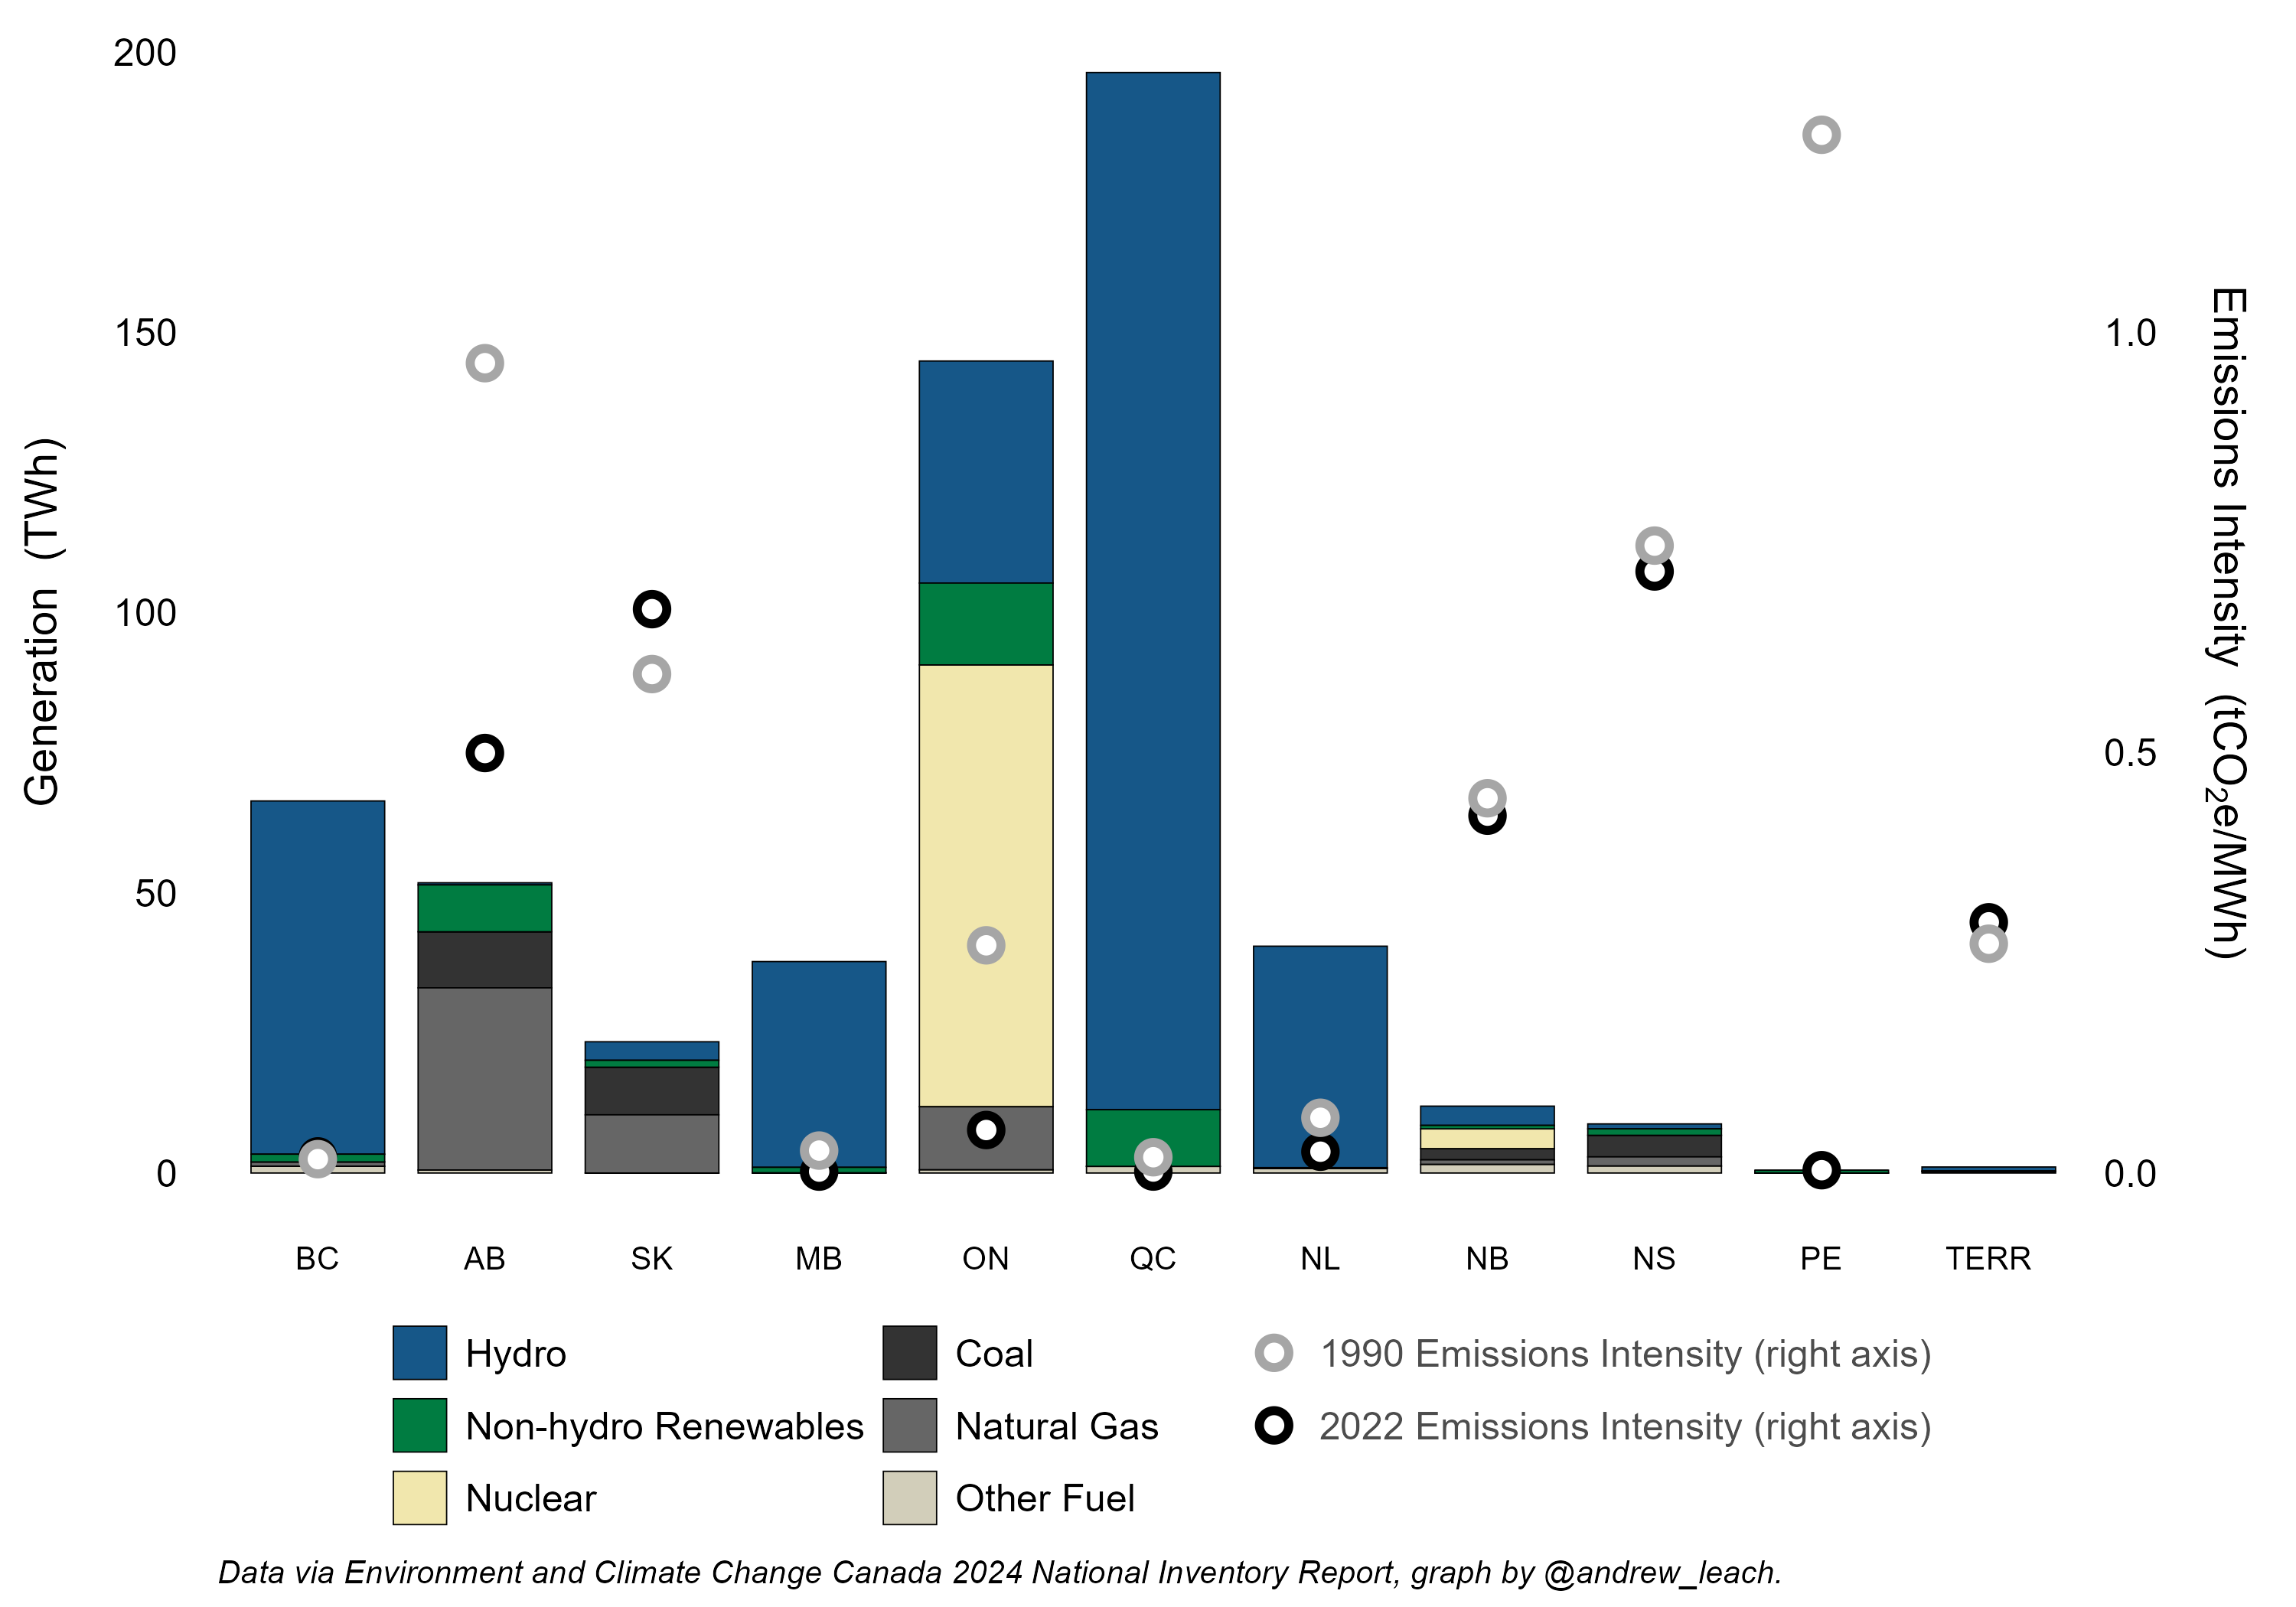 200
150
100
50
0
Generation (TWh)
1.0
0.5
0.0
Emissions Intensity (tCO₂e/MWh)
BC AB SK MB ON QC NL NB NS PE TERR
Hydro
Non-hydro Renewables
Nuclear
Coal
Natural Gas
Other Fuel
1990 Emissions Intensity (right axis)
2022 Emissions Intensity (right axis)
Data via Environment and Climate Change Canada 2024 National Inventory Report, graph by @andrew_leach.